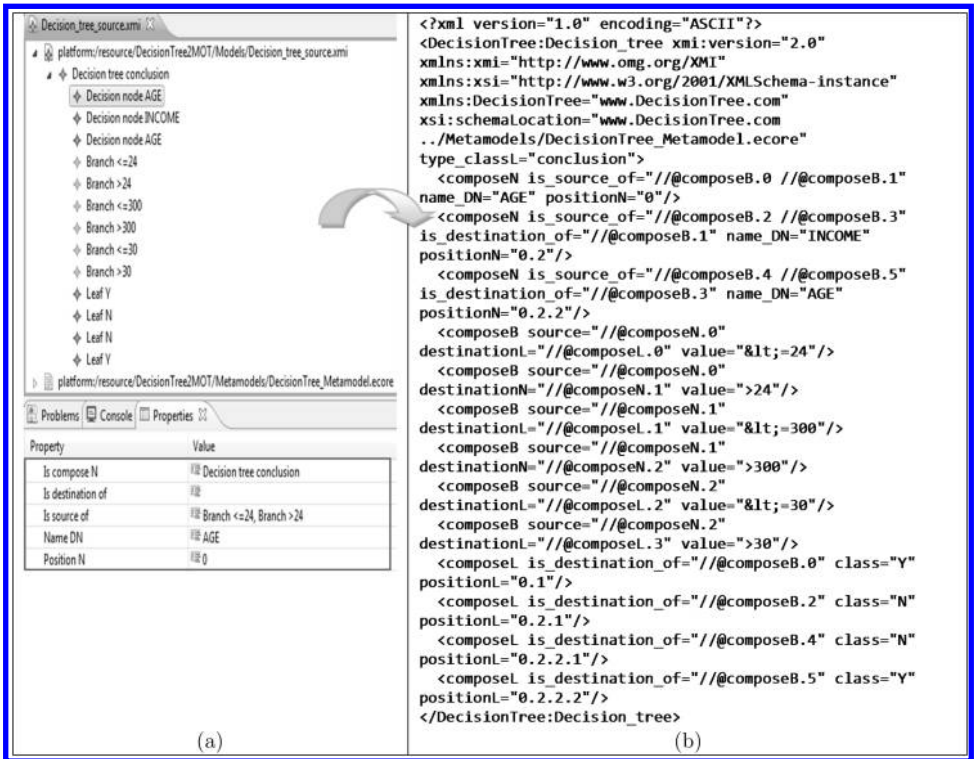 Decision_tree_source.xmi
platform:/resource/DecisionTree2MOT/Models/Decision_tree_source.xmi
Decision tree conclusion
Decision node AGE
Decision node INCOME
Decision node AGE
Branch <=24
Branch >24
Branch <=300
Branch >300
Branch <=30
Branch >30
Leaf Y
Leaf N
Leaf N
Leaf Y
platform:/resource/DecisionTree2MOT/Metamodels/DecisionTree_Metamodel.ecore
Problems Console Properties
Property Value
Is compose N Decision tree conclusion
Is destination of
Is source of Branch <=24, Branch >24
Name DN AGE
Position N 0
(a)
<?xml version="1.0" encoding="ASCII"?>
<DecisionTree:Decision_tree xmi:version="2.0"
xmlns:xmi="http://www.omg.org/XMI"
xmlns:xsi="http://www.w3.org/2001/XMLSchema-instance"
xmlns:DecisionTree="www.DecisionTree.com"
xsi:schemaLocation="www.DecisionTree.com
../Metamodels/DecisionTree_Metamodel.ecore"
type_classL="conclusion">
<composeN is_source_of="//@composeB.0 //@composeB.1"
name_DN="AGE" positionN="0"/>
<composeN is_source_of="//@composeB.2 //@composeB.3"
is_destination_of="//@composeB.1" name_DN="INCOME"
positionN="0.2"/>
<composeN is_source_of="//@composeB.4 //@composeB.5"
is_destination_of="//@composeB.3" name_DN="AGE"
positionN="0.2.2"/>
<composeB source="//@composeN.0"
destinationL="//@composeL.0" value="&lt;=24"/>
<composeB source="//@composeN.0"
destinationN="//@composeN.1" value=">24"/>
<composeB source="//@composeN.1"
destinationL="//@composeL.1" value="&lt;=300"/>
<composeB source="//@composeN.1"
destinationN="//@composeN.2" value=">300"/>
<composeB source="//@composeN.2"
destinationL="//@composeL.2" value="&lt;=30"/>
<composeB source="//@composeN.2"
destinationL="//@composeL.3" value=">30"/>
<composeL is_destination_of="//@composeB.0" class="Y"
positionL="0.1"/>
<composeL is_destination_of="//@composeB.2" class="N"
positionL="0.2.1"/>
<composeL is_destination_of="//@composeB.4" class="N"
positionL="0.2.2.1"/>
<composeL is_destination_of="//@composeB.5" class="Y"
positionL="0.2.2.2"/>
</DecisionTree:Decision_tree>
(b)